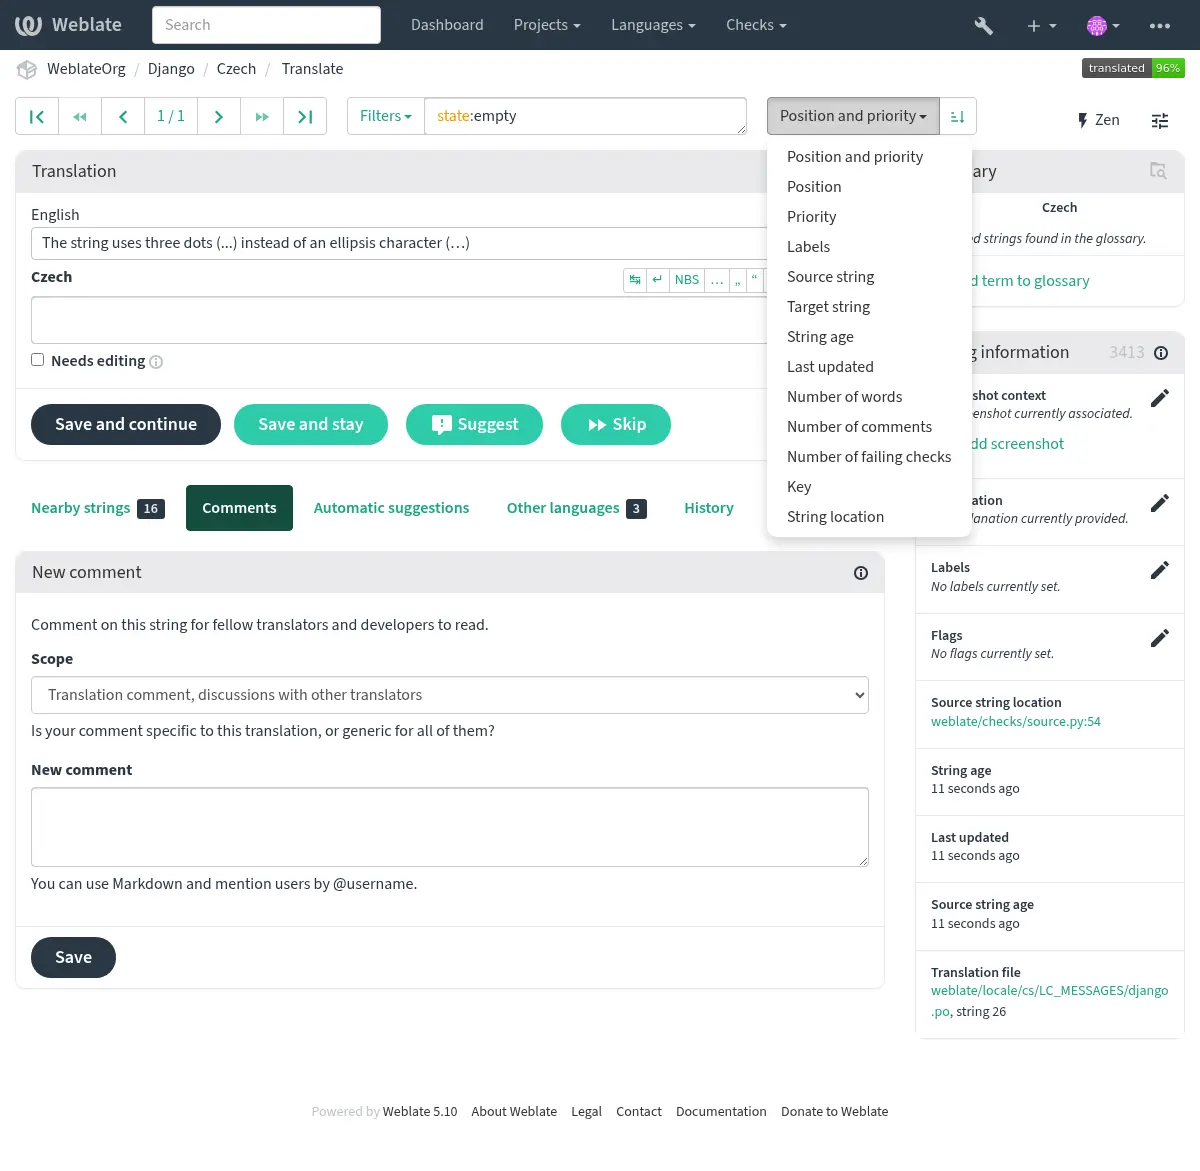 Weblate
Search
Dashboard
Projects
Languages
Checks
WeblateOrg / Django / Czech / Translate
translated 96%
1 / 1
Filters
state:empty
Position and priority
Zen
Position and priority
Position
Priority
Labels
Source string
Target string
String age
Last updated
Number of words
Number of comments
Number of failing checks
Key
String location
Translation
English
The string uses three dots (...) instead of an ellipsis character (…)
Czech
NBS … „ “
Needs editing
Save and continue
Save and stay
Suggest
Skip
Nearby strings 16
Comments
Automatic suggestions
Other languages 3
History
New comment
Comment on this string for fellow translators and developers to read.
Scope
Translation comment, discussions with other translators
Is your comment specific to this translation, or generic for all of them?
New comment
You can use Markdown and mention users by @username.
Save
Czech
strings found in the glossary.
term to glossary
information 3413
context
currently associated.
screenshot
currently provided.
Labels
No labels currently set.
Flags
No flags currently set.
Source string location
weblate/checks/source.py:54
String age
11 seconds ago
Last updated
11 seconds ago
Source string age
11 seconds ago
Translation file
weblate/locale/cs/LC_MESSAGES/django
.po, string 26
Powered by Weblate 5.10
About Weblate
Legal
Contact
Documentation
Donate to Weblate